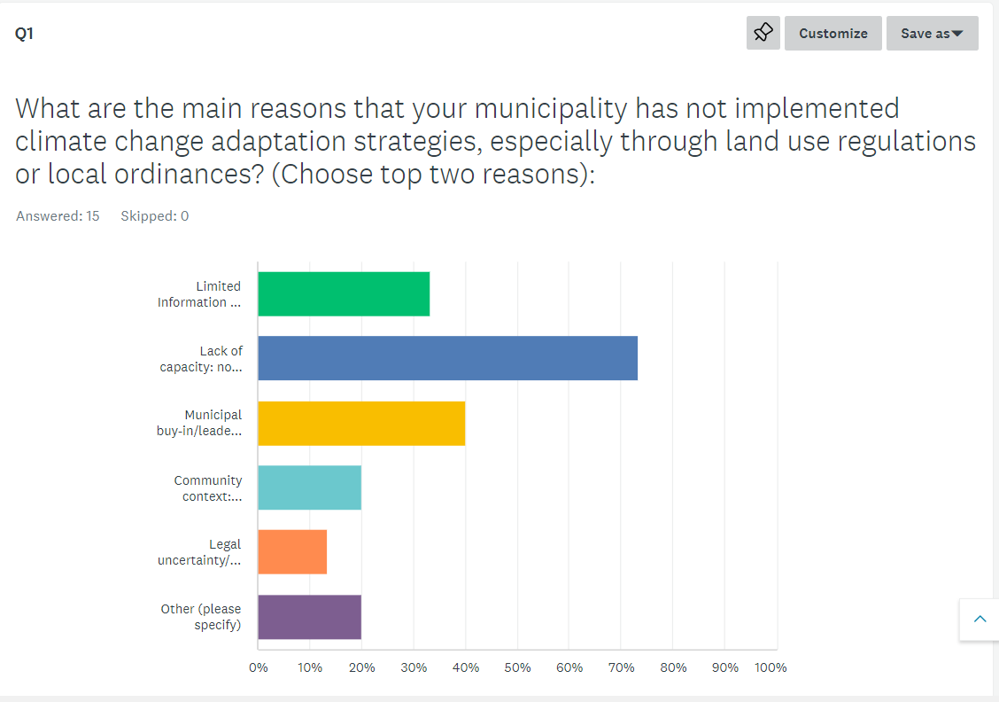 Q1
Customize
Save as
What are the main reasons that your municipality has not implemented
climate change adaptation strategies, especially through land use regulations
or local ordinances? (Choose top two reasons):
Answered: 15 Skipped: 0
Limited
Information ...
Lack of
capacity: no...
Municipal
buy-in/leade...
Community
context:...
Legal
uncertainty/...
Other (please
specify)
0% 10% 20% 30% 40% 50% 60% 70% 80% 90% 100%